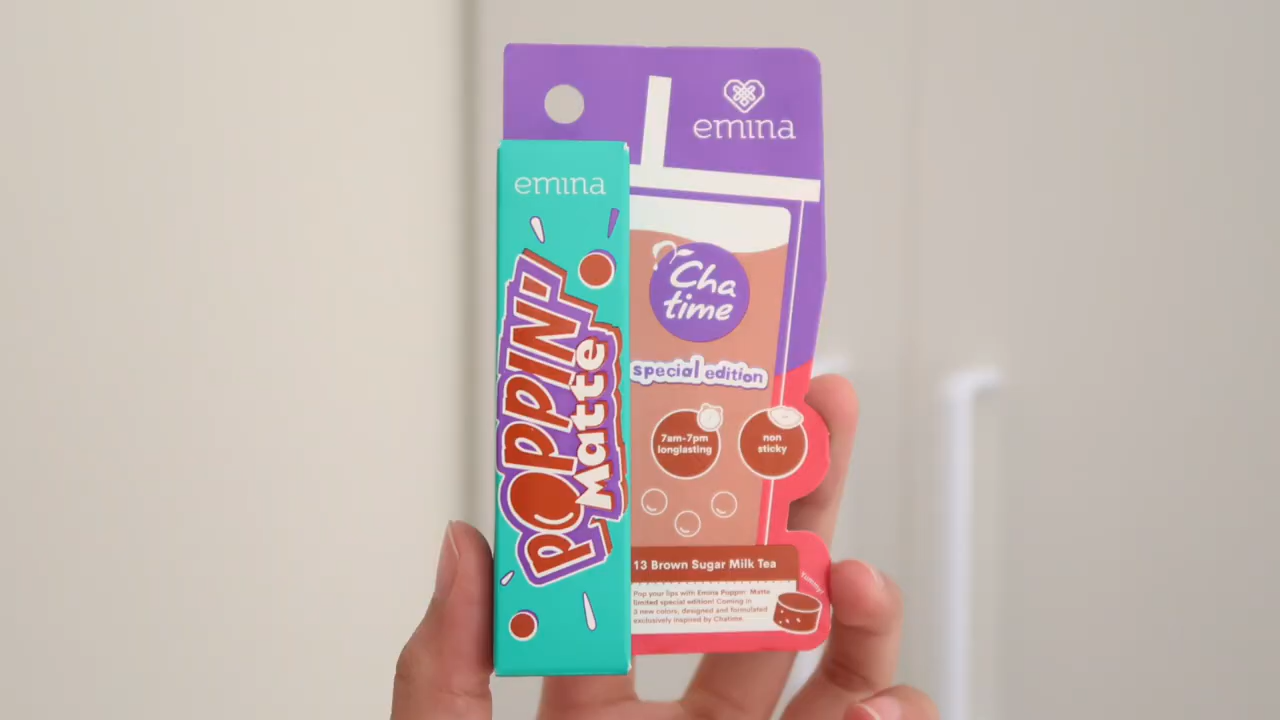 emina
emina
POPPIN'
Matte
Cha
time
special edition
7am-7pm
longlasting
non
sticky
13 Brown Sugar Milk Tea
Yummy!
Pop your lips with Emina Poppin' Matte
limited special edition! Coming in
3 new colors, designed and formulated
exclusively inspired by Chatime.